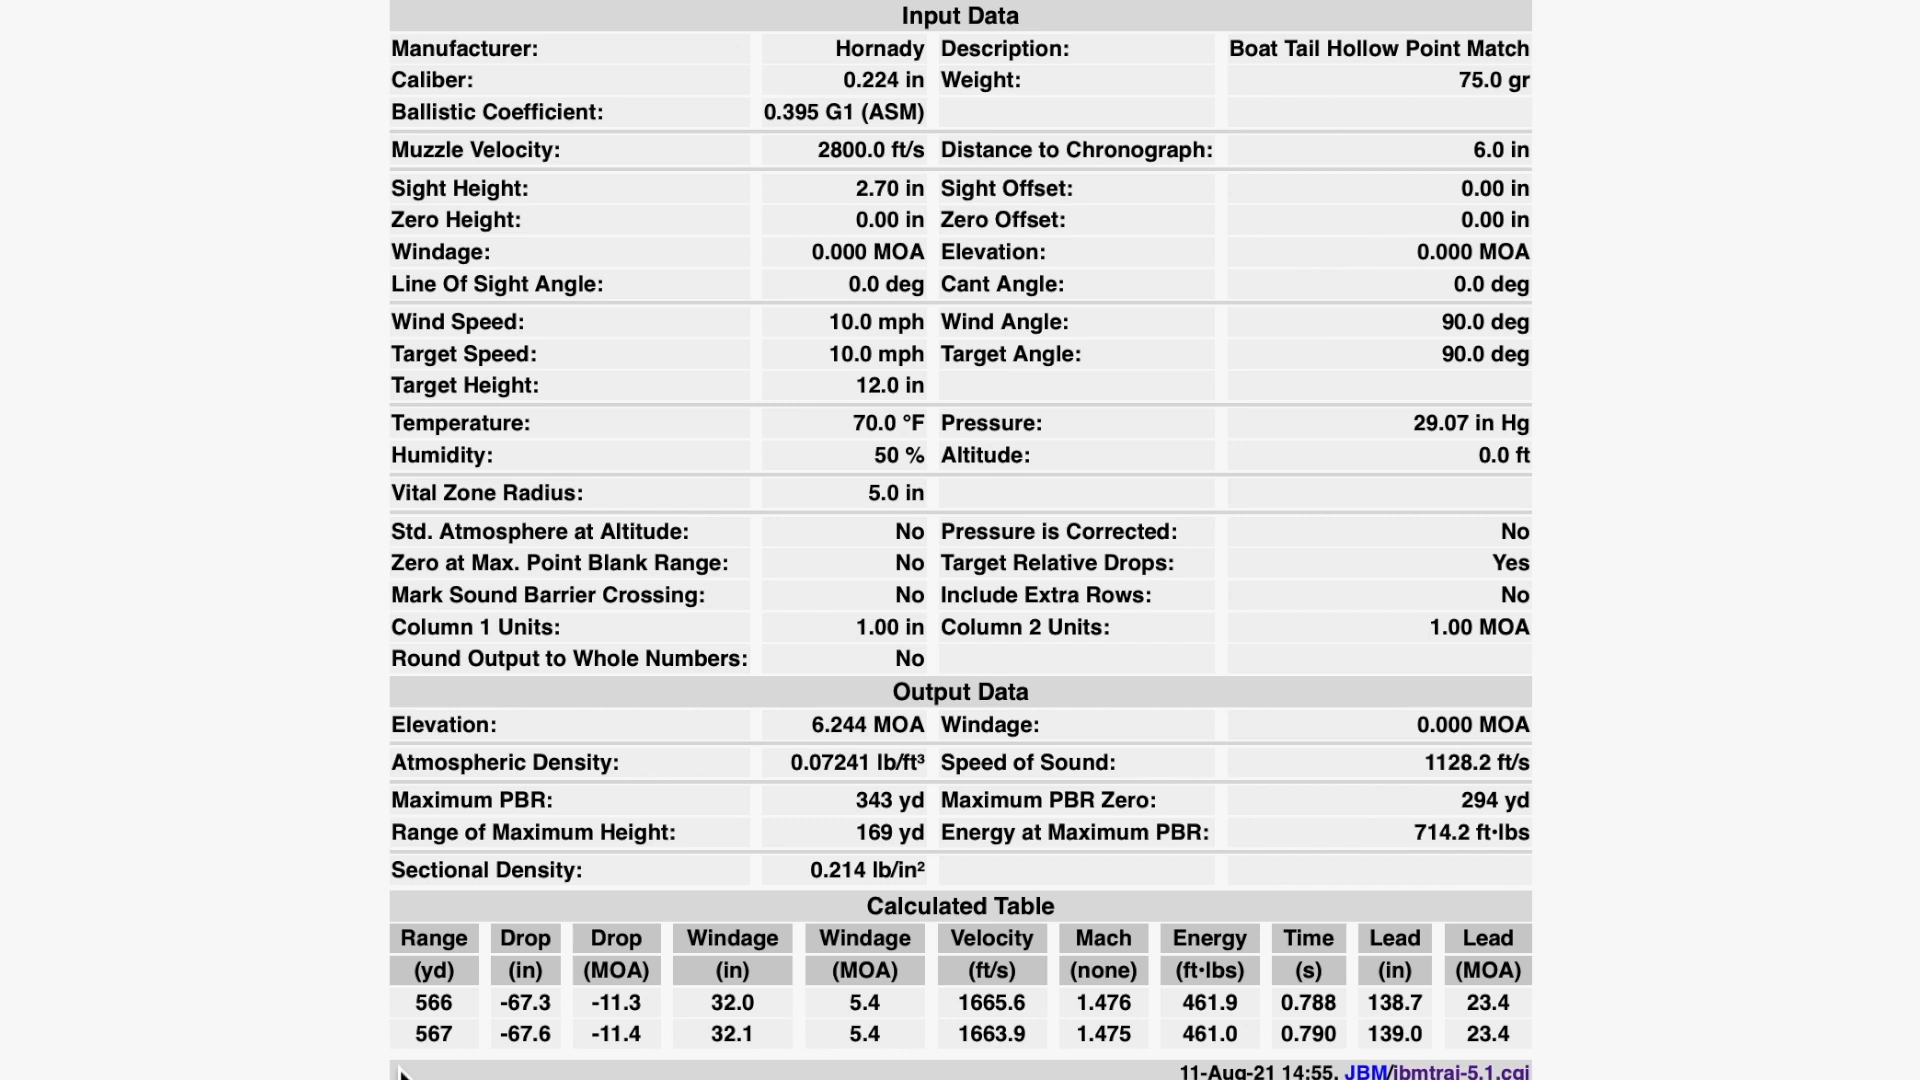 Input Data
Manufacturer: Hornady Description: Boat Tail Hollow Point Match
Caliber: 0.224 in Weight: 75.0 gr
Ballistic Coefficient: 0.395 G1 (ASM)
Muzzle Velocity: 2800.0 ft/s Distance to Chronograph: 6.0 in
Sight Height: 2.70 in Sight Offset: 0.00 in
Zero Height: 0.00 in Zero Offset: 0.00 in
Windage: 0.000 MOA Elevation: 0.000 MOA
Line Of Sight Angle: 0.0 deg Cant Angle: 0.0 deg
Wind Speed: 10.0 mph Wind Angle: 90.0 deg
Target Speed: 10.0 mph Target Angle: 90.0 deg
Target Height: 12.0 in
Temperature: 70.0 °F Pressure: 29.07 in Hg
Humidity: 50 % Altitude: 0.0 ft
Vital Zone Radius: 5.0 in
Std. Atmosphere at Altitude: No Pressure is Corrected: No
Zero at Max. Point Blank Range: No Target Relative Drops: Yes
Mark Sound Barrier Crossing: No Include Extra Rows: No
Column 1 Units: 1.00 in Column 2 Units: 1.00 MOA
Round Output to Whole Numbers: No
Output Data
Elevation: 6.244 MOA Windage: 0.000 MOA
Atmospheric Density: 0.07241 lb/ft³ Speed of Sound: 1128.2 ft/s
Maximum PBR: 343 yd Maximum PBR Zero: 294 yd
Range of Maximum Height: 169 yd Energy at Maximum PBR: 714.2 ft•lbs
Sectional Density: 0.214 lb/in²
Calculated Table
Range Drop Drop Windage Windage Velocity Mach Energy Time Lead Lead
(yd) (in) (MOA) (in) (MOA) (ft/s) (none) (ft•lbs) (s) (in) (MOA)
566 -67.3 -11.3 32.0 5.4 1665.6 1.476 461.9 0.788 138.7 23.4
567 -67.6 -11.4 32.1 5.4 1663.9 1.475 461.0 0.790 139.0 23.4
11-Aug-21 14:55, JBM/jbmtraj-5.1.cgi